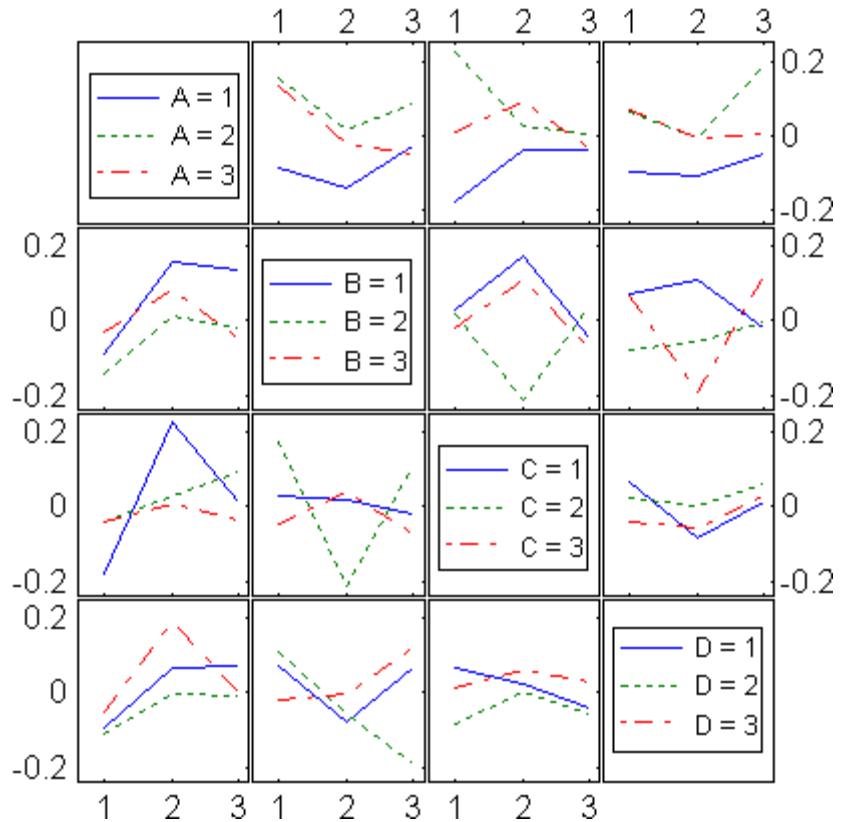 1 2 3 1 2 3
A = 1
A = 2
A = 3
0.2
0
-0.2
0.2
0
-0.2
B = 1
B = 2
B = 3
0.2
0
-0.2
0.2
0
-0.2
C = 1
C = 2
C = 3
0.2
0
-0.2
0.2
0
-0.2
D = 1
D = 2
D = 3
1 2 3 1 2 3 1 2 3